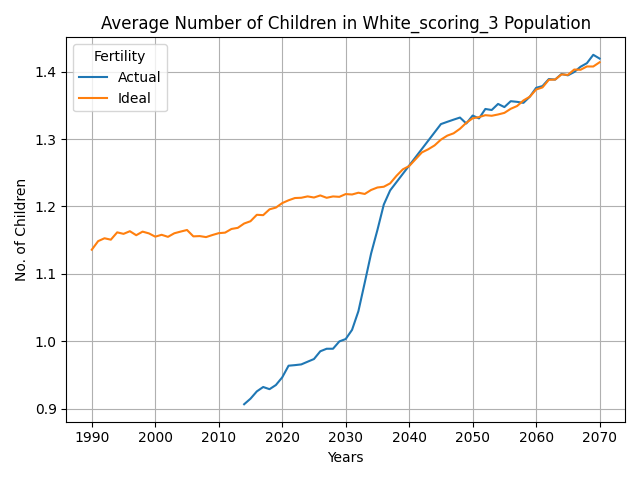 Average Number of Children in White_scoring_3 Population
Fertility
Actual
Ideal
No. of Children
1.4
1.3
1.2
1.1
1.0
0.9
1990 2000 2010 2020 2030 2040 2050 2060 2070
Years